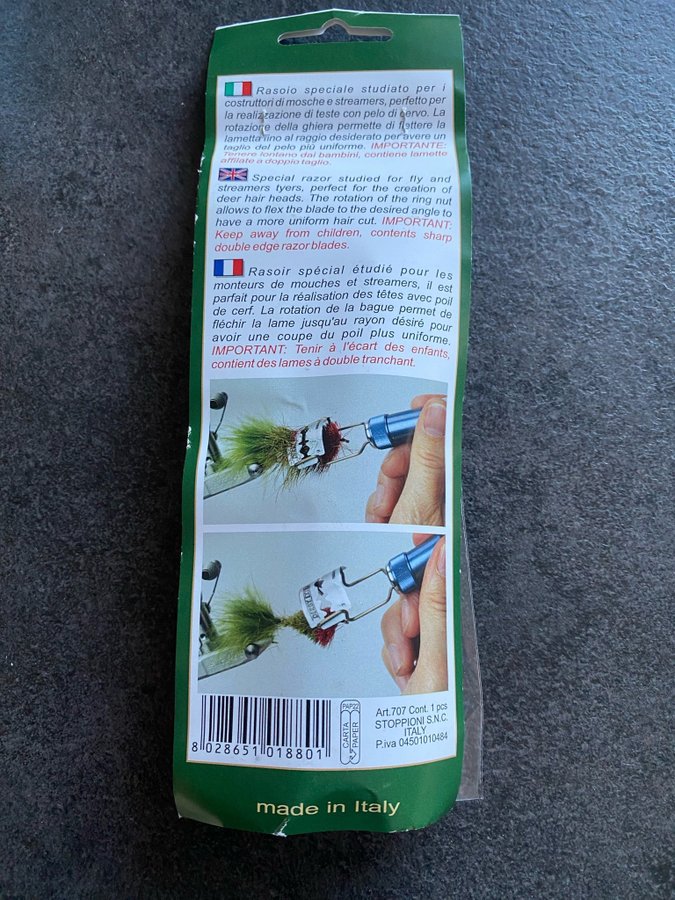 Rasoio speciale studiato per i
costruttori di mosche e streamers, perfetto per
la realizzazione di teste con pelo di cervo. La
rotazione della ghiera permette di flettere la
lametta fino al raggio desiderato per avere un
taglio del pelo più uniforme. IMPORTANTE:
Tenere lontano dai bambini, contiene lamette
affilate a doppio taglio.
Special razor studied for fly and
streamers tyers, perfect for the creation of
deer hair heads. The rotation of the ring nut
allows to flex the blade to the desired angle to
have a more uniform hair cut. IMPORTANT:
Keep away from children, contents sharp
double edge razor blades.
Rasoir spécial étudié pour les
monteurs de mouches et streamers, il est
parfait pour la réalisation des têtes avec poil
de cerf. La rotation de la bague permet de
fléchir la lame jusqu'au rayon désiré pour
avoir une coupe du poil plus uniforme.
IMPORTANT: Tenir à l'écart des enfants,
contient des lames à double tranchant.
8 028651 018801
PAP22
CARTA
PAPER
Art.707 Cont. 1 pcs
STOPPIONI S.N.C.
ITALY
P.iva 04501010484
made in Italy